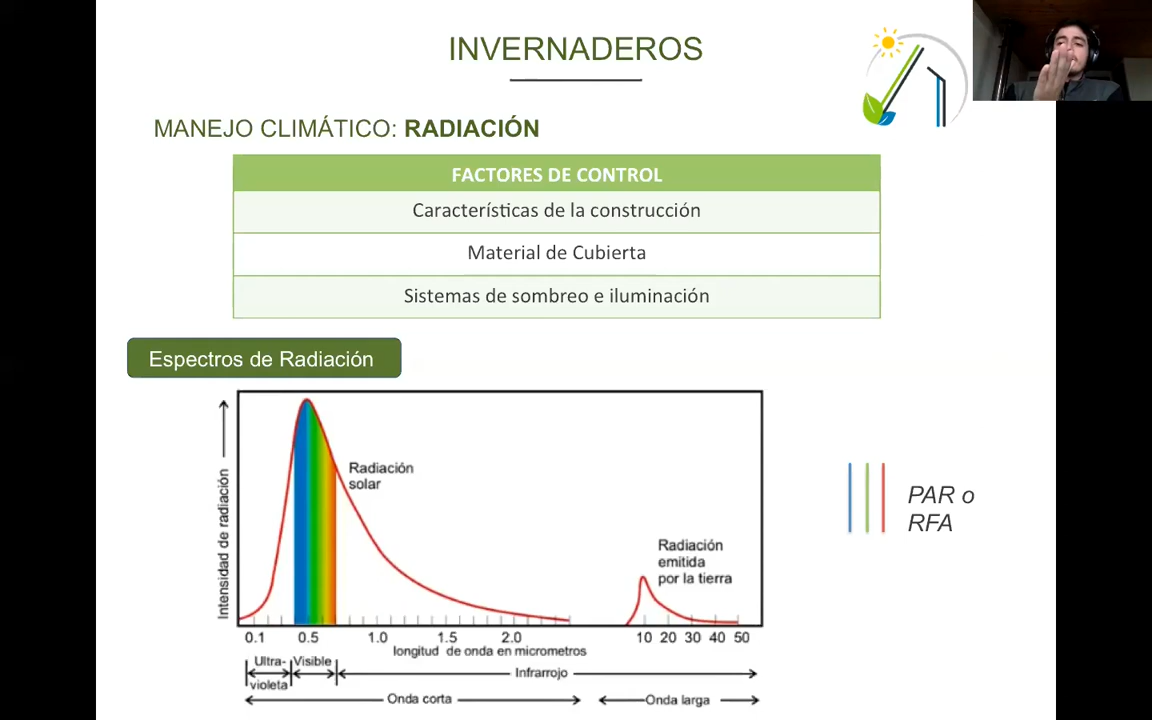 INVERNADEROS
MANEJO CLIMÁTICO: RADIACIÓN
FACTORES DE CONTROL
Características de la construcción
Material de Cubierta
Sistemas de sombreo e iluminación
Espectros de Radiación
Intensidad de radiación
Radiación
solar
Radiación
emitida
por la tierra
PAR o
RFA
0.1 0.5 1.0 1.5 2.0 10 20 30 40 50
longitud de onda en micrometros
Ultra-
violeta
Visible
Infrarrojo
Onda corta
Onda larga